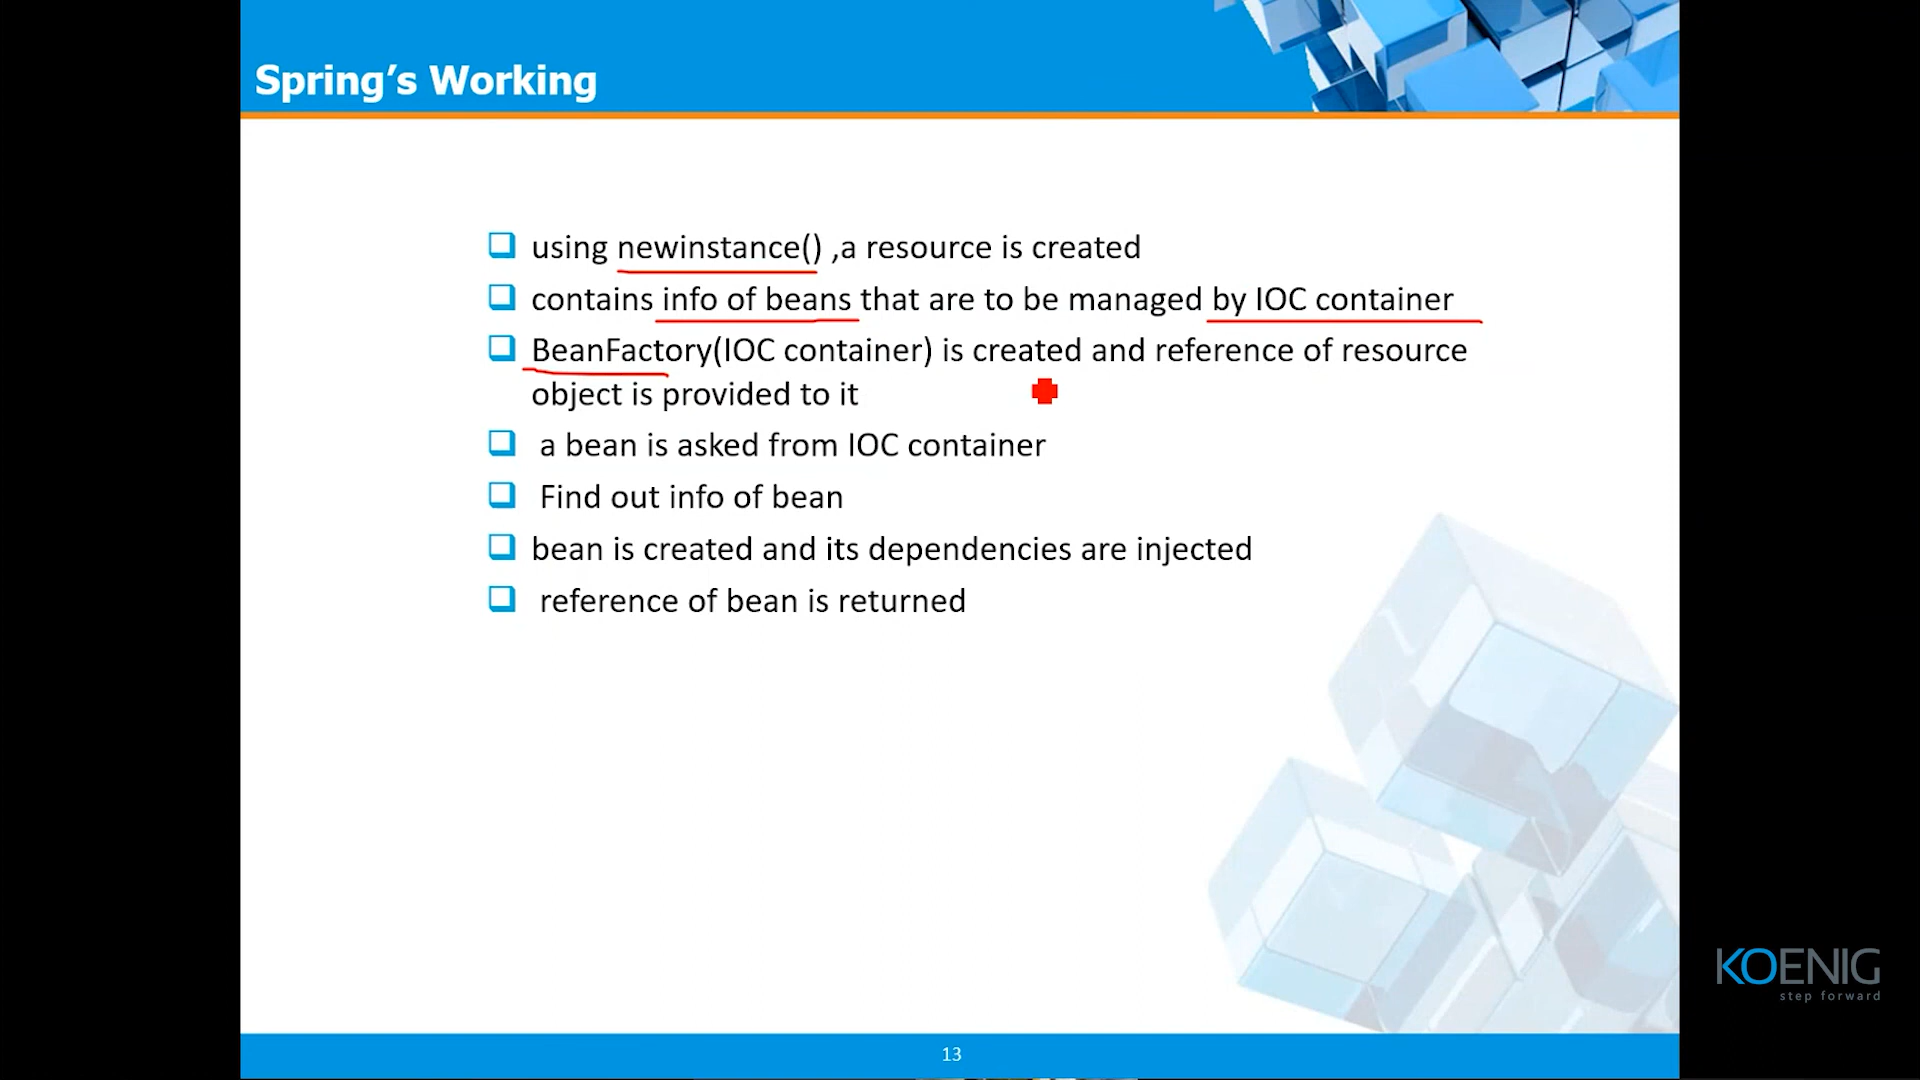 Spring’s Working
using newinstance() ,a resource is created
contains info of beans that are to be managed by IOC container
BeanFactory(IOC container) is created and reference of resource
object is provided to it
a bean is asked from IOC container
Find out info of bean
bean is created and its dependencies are injected
reference of bean is returned
KOENIG
step forward
13